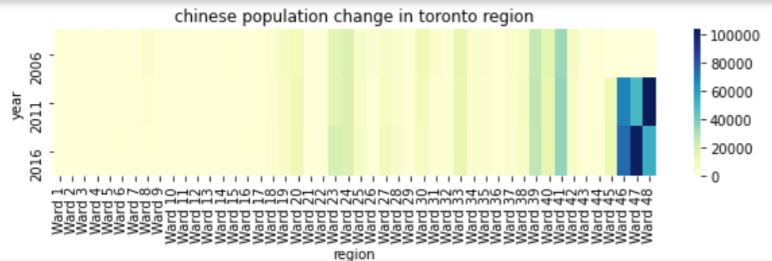 chinese population change in toronto region
year
2006
2011
2016
100000
80000
60000
40000
20000
0
Ward 1
Ward 2
Ward 3
Ward 4
Ward 5
Ward 6
Ward 7
Ward 8
Ward 9
Ward 10
Ward 11
Ward 12
Ward 13
Ward 14
Ward 15
Ward 16
Ward 17
Ward 18
Ward 19
Ward 20
Ward 21
Ward 22
Ward 23
Ward 24
Ward 25
Ward 26
Ward 27
Ward 28
Ward 29
Ward 30
Ward 31
Ward 32
Ward 33
Ward 34
Ward 35
Ward 36
Ward 37
Ward 38
Ward 39
Ward 40
Ward 41
Ward 42
Ward 43
Ward 44
Ward 45
Ward 46
Ward 47
Ward 48
region